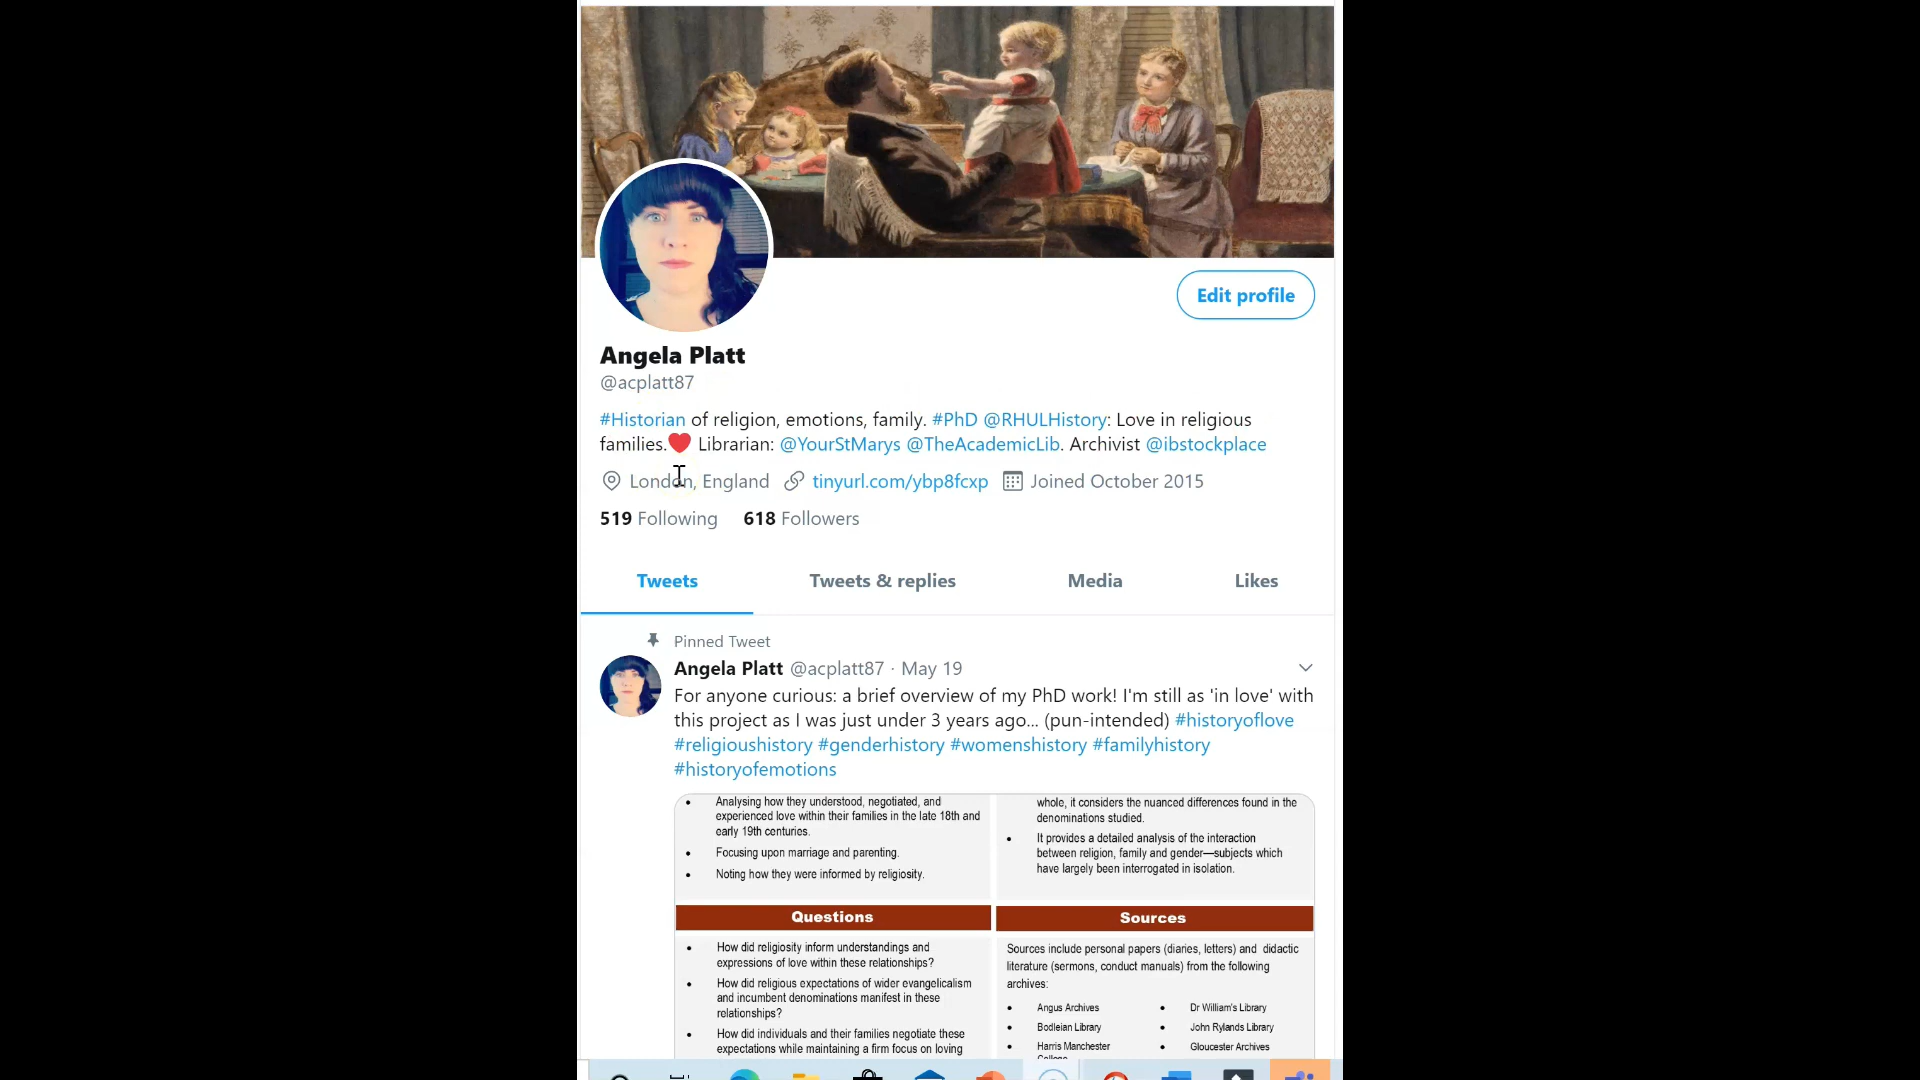 Edit profile
Angela Platt
@acplatt87
#Historian of religion, emotions, family. #PhD @RHULHistory: Love in religious
families.❤ Librarian: @YourStMarys @TheAcademicLib. Archivist @ibstockplace
London, England tinyurl.com/ybp8fcxp Joined October 2015
519 Following 618 Followers
Tweets Tweets & replies Media Likes
Pinned Tweet
Angela Platt @acplatt87 · May 19
For anyone curious: a brief overview of my PhD work! I'm still as 'in love' with
this project as I was just under 3 years ago... (pun-intended) #historyoflove
#religioushistory #genderhistory #womenshistory #familyhistory
#historyofemotions
• Analysing how they understood, negotiated, and
experienced love within their families in the late 18th and
early 19th centuries.
• Focusing upon marriage and parenting.
• Noting how they were informed by religiosity.
whole, it considers the nuanced differences found in the
denominations studied.
• It provides a detailed analysis of the interaction
between religion, family and gender—subjects which
have largely been interrogated in isolation.
Questions
• How did religiosity inform understandings and
expressions of love within these relationships?
• How did religious expectations of wider evangelicalism
and incumbent denominations manifest in these
relationships?
• How did individuals and their families negotiate these
expectations while maintaining a firm focus on loving
Sources
Sources include personal papers (diaries, letters) and didactic
literature (sermons, conduct manuals) from the following
archives:
• Angus Archives
• Bodleian Library
• Harris Manchester
• Dr William's Library
• John Rylands Library
• Gloucester Archives